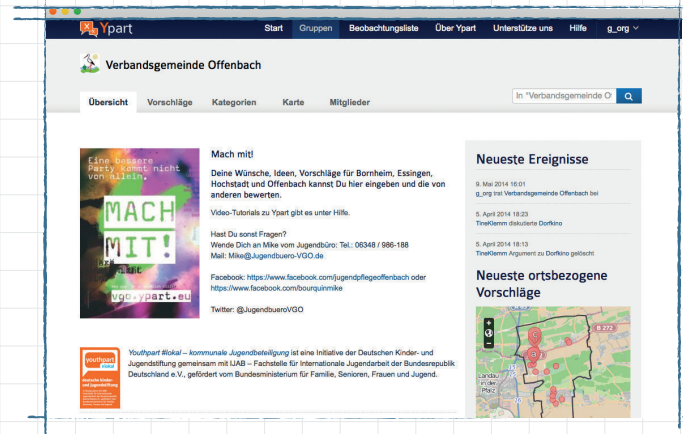 Ypart
Start Gruppen Beobachtungsliste Über Ypart Unterstütze uns Hilfe g_org
Verbandsgemeinde Offenbach
Übersicht Vorschläge Kategorien Karte Mitglieder
In "Verbandsgemeinde O
Eine bessere
Party kommt nicht
von allein.
MACH
MIT!
vgo.ypart.eu
Mach mit!
Deine Wünsche, Ideen, Vorschläge für Bornheim, Essingen,
Hochstadt und Offenbach kannst Du hier eingeben und die von
anderen bewerten.
Video-Tutorials zu Ypart gibt es unter Hilfe.
Hast Du sonst Fragen?
Wende Dich an Mike vom Jugendbüro: Tel.: 06348 / 986-188
Mail: Mike@Jugendbuero-VGO.de
Facebook: https://www.facebook.com/jugendpflegeoffenbach oder
https://www.facebook.com/bourquinmike
Twitter: @JugendbueroVGO
youthpart
#lokal
deutsche kinder-
und jugendstiftung
Youthpart #lokal – kommunale Jugendbeteiligung ist eine Initiative der Deutschen Kinder- und
Jugendstiftung gemeinsam mit IJAB – Fachstelle für Internationale Jugendarbeit der Bundesrepublik
Deutschland e.V., gefördert vom Bundesministerium für Familie, Senioren, Frauen und Jugend.
Neueste Ereignisse
9. Mai 2014 16:01
g_org trat Verbandsgemeinde Offenbach bei
5. April 2014 18:23
TineKlemm diskutierte Dorfkino
5. April 2014 18:13
TineKlemm Argument zu Dorfkino gelöscht
Neueste ortsbezogene
Vorschläge
B 272
Landau
in der
Pfalz